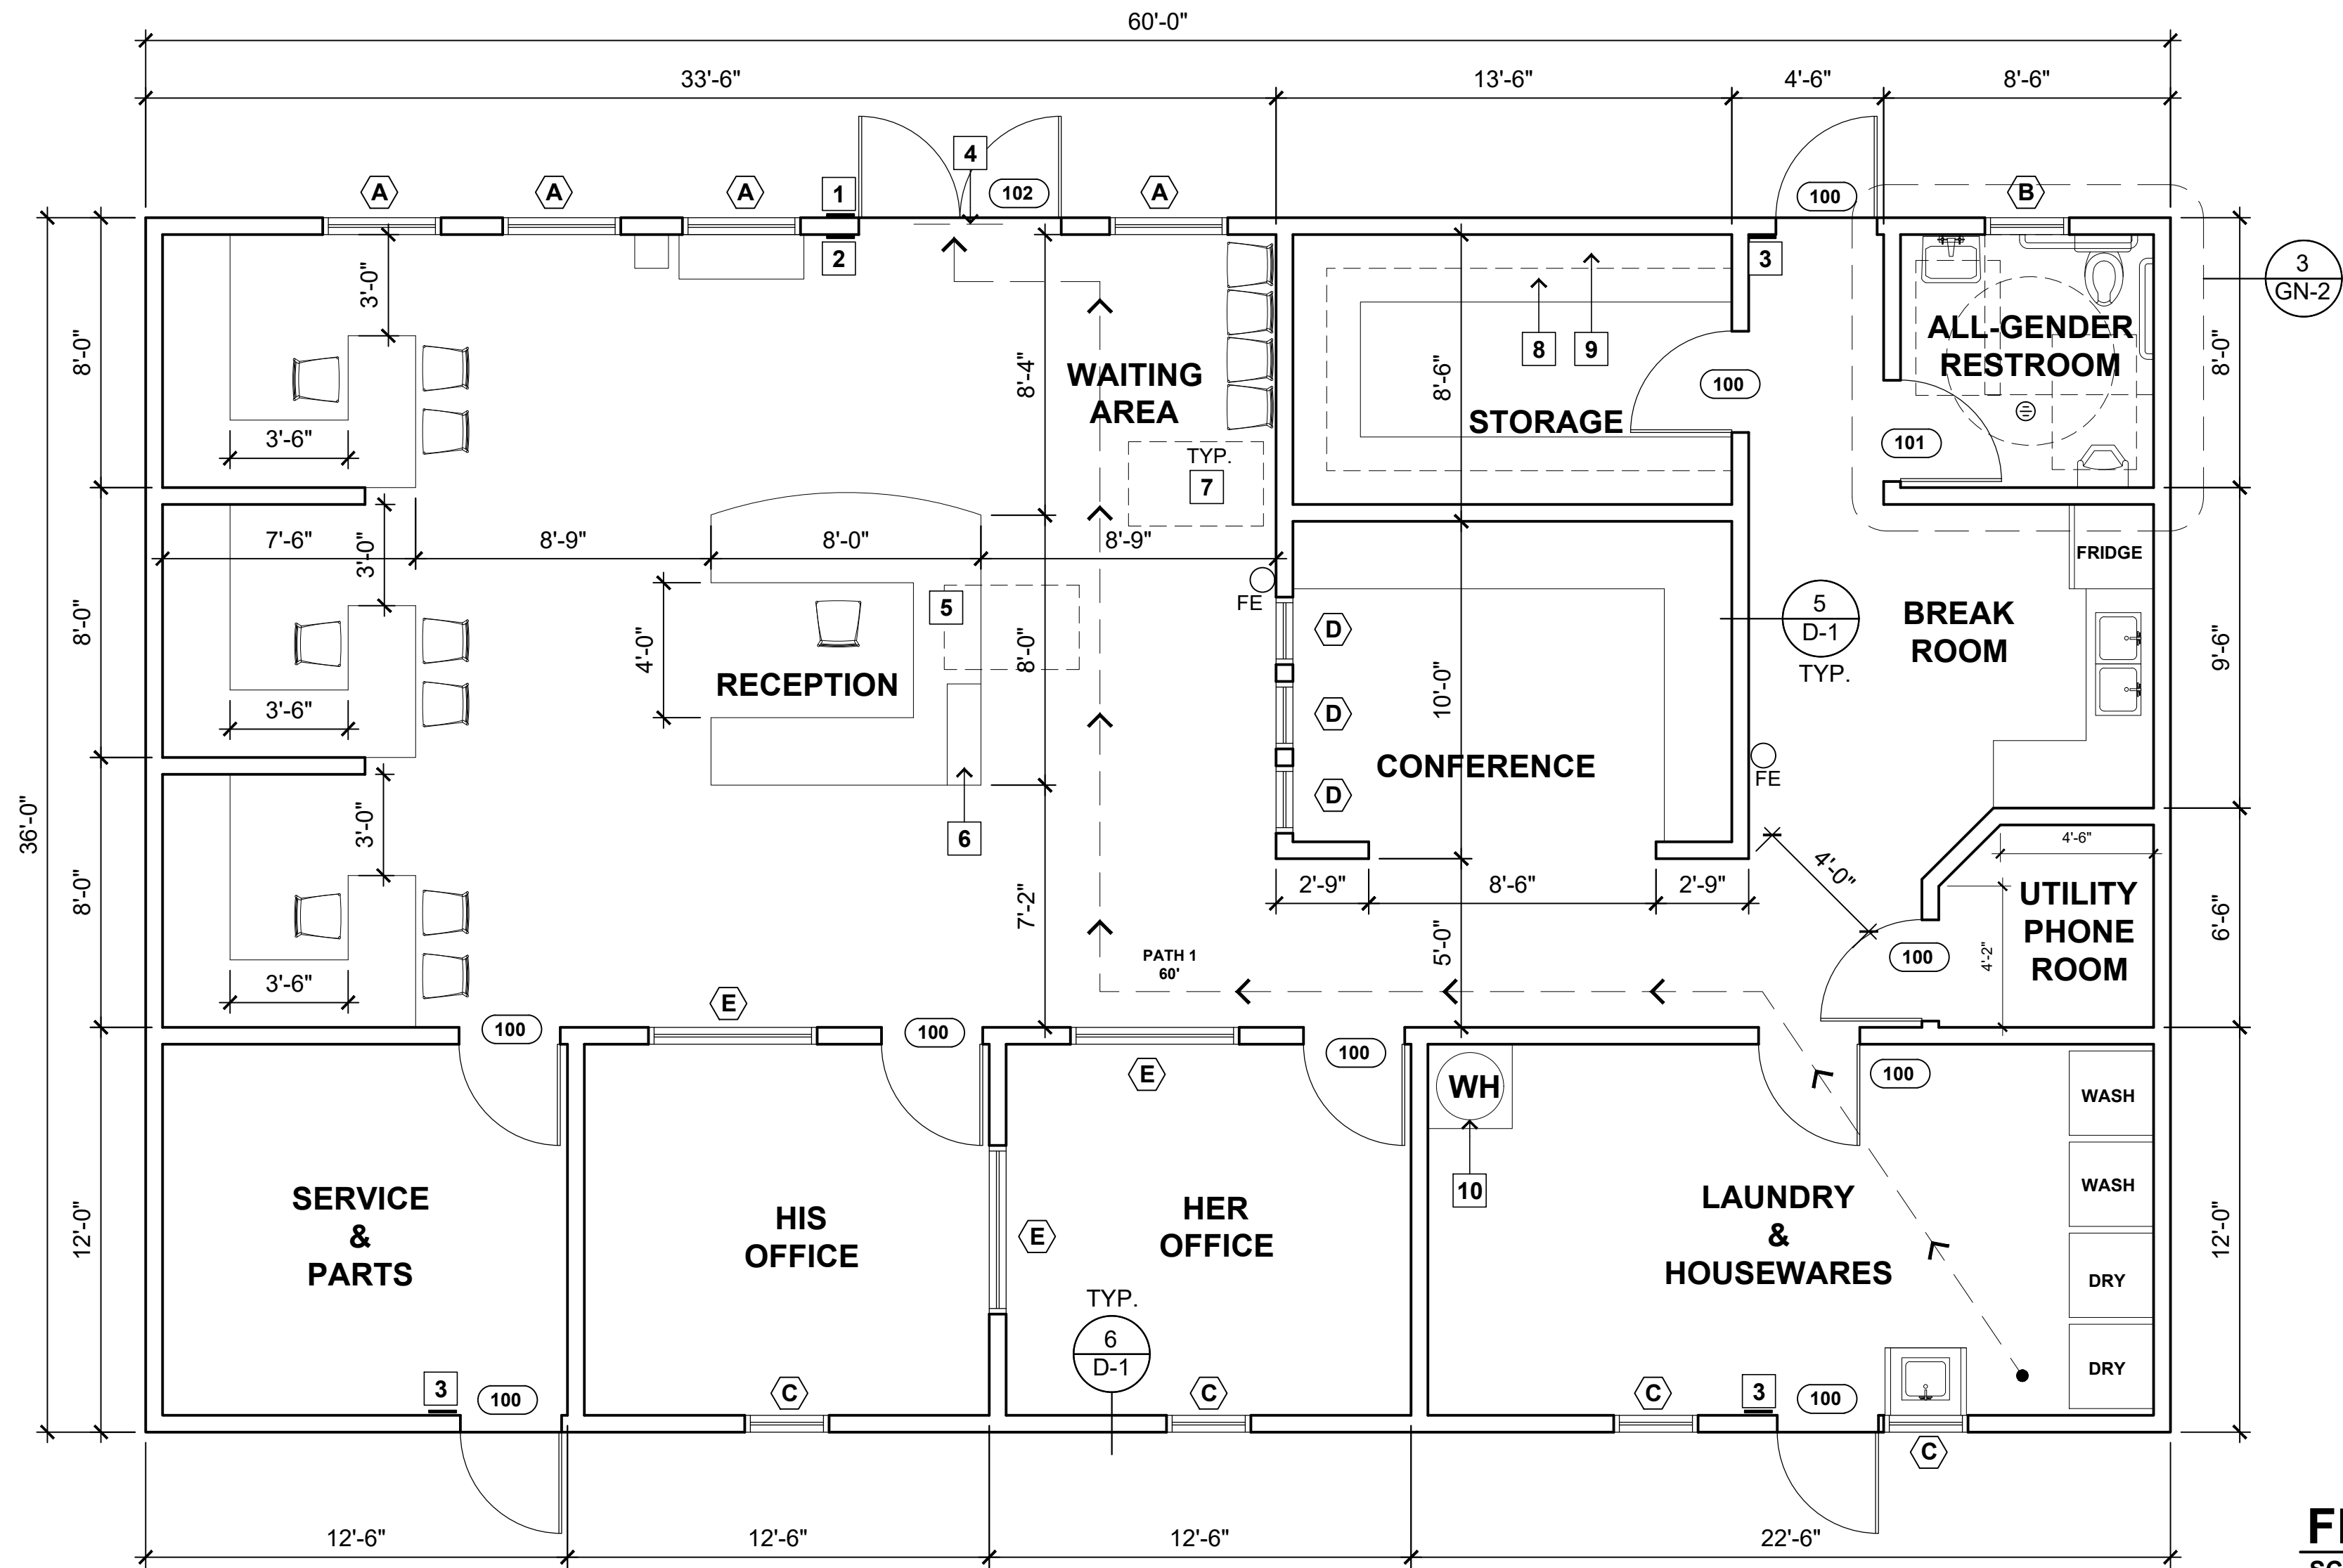 60'-0"
33'-6"
13'-6"
4'-6"
8'-6"
4
A
A
A
1
102
A
100
B
2
3
3
GN-2
3'-0"
8'-0"
8'-4"
WAITING
AREA
8
9
8'-6"
STORAGE
100
ALL-GENDER
RESTROOM
8'-0"
101
3'-6"
TYP.
7
7'-6"
3'-0"
8'-9"
8'-0"
8'-9"
FRIDGE
FE
5
D
5
D-1
TYP.
BREAK
ROOM
8'-0"
4'-0"
8'-0"
9'-6"
RECEPTION
10'-0"
3'-6"
D
CONFERENCE
D
FE
36'-0"
3'-0"
6
4'-6"
4'-0"
2'-9"
8'-6"
2'-9"
8'-0"
7'-2"
UTILITY
PHONE
ROOM
6'-6"
5'-0"
4'-2"
100
PATH 1
60'
3'-6"
E
100
100
100
E
WH
100
WASH
WASH
10
SERVICE
&
PARTS
HIS
OFFICE
E
HER
OFFICE
LAUNDRY
&
HOUSEWARES
12'-0"
12'-0"
DRY
TYP.
6
D-1
DRY
3
100
C
C
C
3
100
C
12'-6"
12'-6"
12'-6"
22'-6"